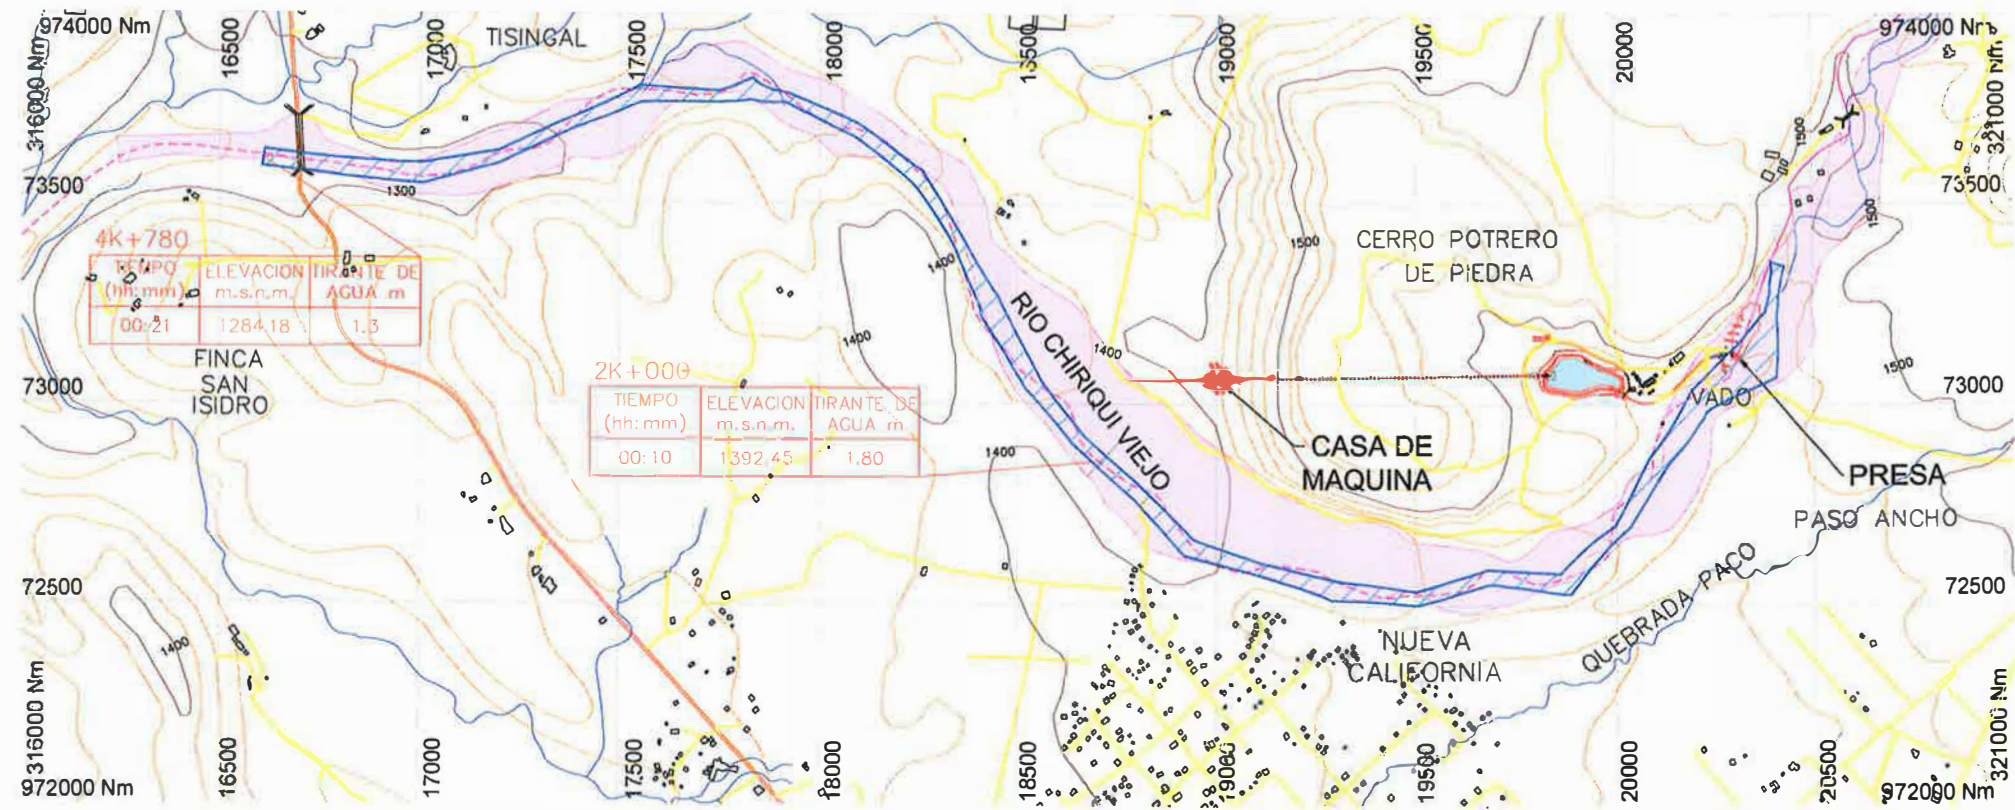 974000 Nm
16500
17000
TISINGAL
17500
18000
18500
19000
19500
20000
974000 Nm
316000 Nm
321000 Nm
73500
73500
1300
1500
1500
1500
4K+780
TIEMPO
(hh:mm)
ELEVACION
m.s.n.m.
TIRANTE DE
AGUA m
00:21
1284.18
1.3
FINCA
SAN
ISIDRO
1400
1400
1400
1400
1400
1500
CERRO POTRERO
DE PIEDRA
RIO CHIRIQUI VIEJO
73000
73000
2K+000
TIEMPO
(hh:mm)
ELEVACION
m.s.n.m.
TIRANTE DE
AGUA m
00:10
1392.45
1.80
CASA DE
MAQUINA
VADO
PRESA
PASO ANCHO
QUEBRADA PACO
72500
72500
NUEVA
CALIFORNIA
316000 Nm
321000 Nm
972000 Nm
16500
17000
17500
18000
18500
19000
19500
20000
20500
972000 Nm